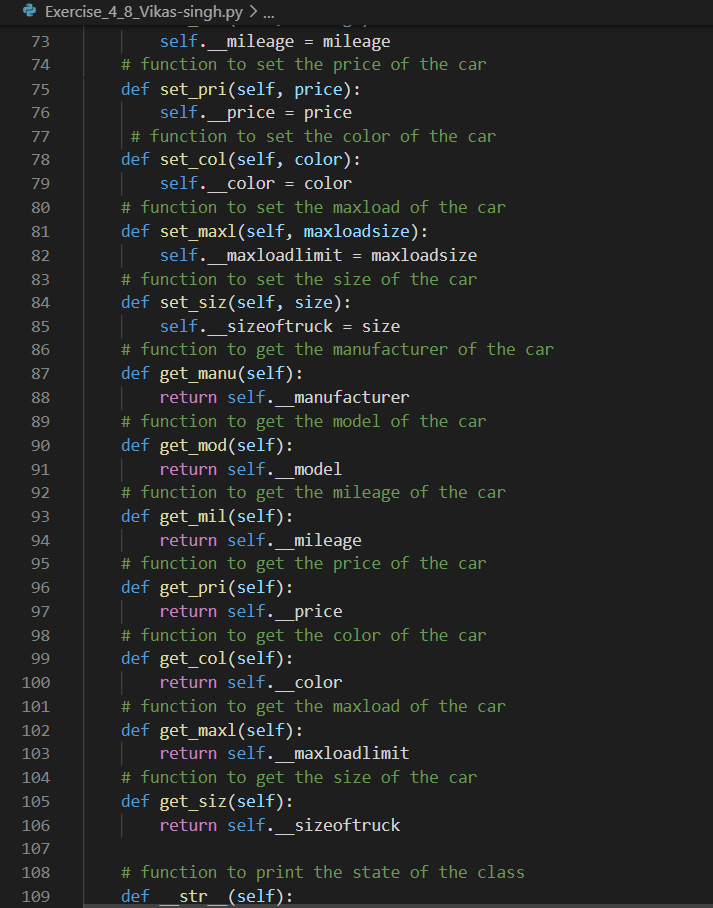 Exercise_4_8_Vikas-singh.py > ...
73 self.__mileage = mileage
74 # function to set the price of the car
75 def set_pri(self, price):
76 self.__price = price
77 # function to set the color of the car
78 def set_col(self, color):
79 self.__color = color
80 # function to set the maxload of the car
81 def set_maxl(self, maxloadsize):
82 self.__maxloadlimit = maxloadsize
83 # function to set the size of the car
84 def set_siz(self, size):
85 self.__sizeoftruck = size
86 # function to get the manufacturer of the car
87 def get_manu(self):
88 return self.__manufacturer
89 # function to get the model of the car
90 def get_mod(self):
91 return self.__model
92 # function to get the mileage of the car
93 def get_mil(self):
94 return self.__mileage
95 # function to get the price of the car
96 def get_pri(self):
97 return self.__price
98 # function to get the color of the car
99 def get_col(self):
100 return self.__color
101 # function to get the maxload of the car
102 def get_maxl(self):
103 return self.__maxloadlimit
104 # function to get the size of the car
105 def get_siz(self):
106 return self.__sizeoftruck
107
108 # function to print the state of the class
109 def __str__(self):